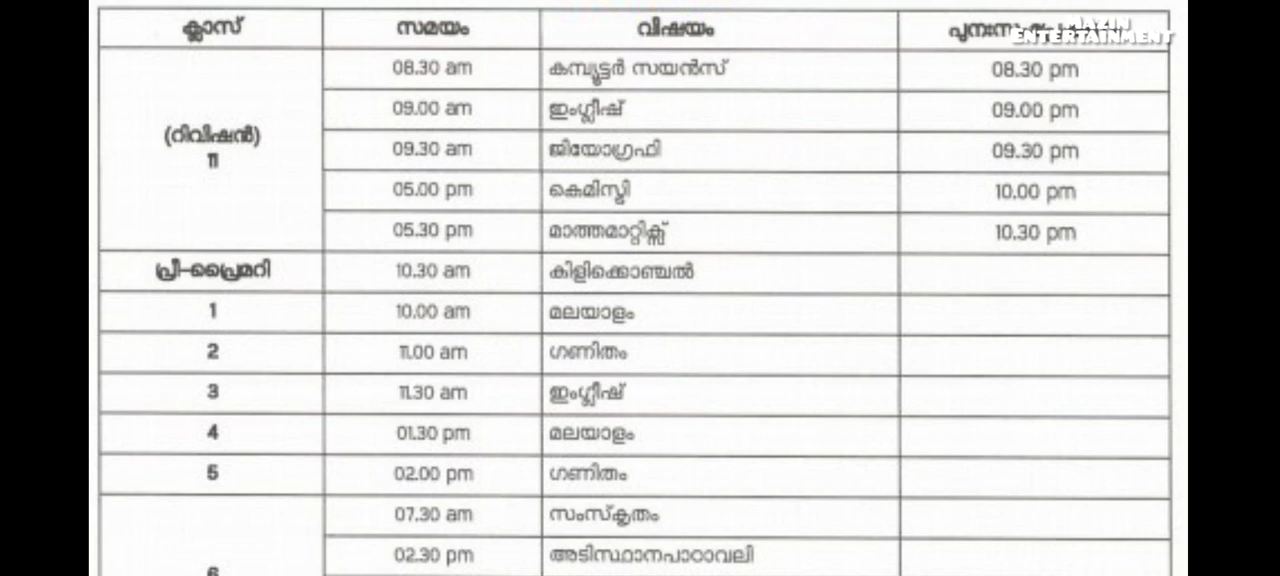 ക്ലാസ് സമയം വിഷയം
MAZIN
ENTERTAINMENT
(റിവിഷൻ)
11
08.30 am കമ്പ്യൂട്ടർ സയൻസ് 08.30 pm
09.00 am ഇംഗ്ലീഷ് 09.00 pm
09.30 am ജിയോഗ്രഫി 09.30 pm
05.00 pm കെമിസ്ട്രി 10.00 pm
05.30 pm മാത്തമാറ്റിക്സ് 10.30 pm
പ്രീ-പ്രൈമറി 10.30 am കിളിക്കൊഞ്ചൽ
1 10.00 am മലയാളം
2 11.00 am ഗണിതം
3 11.30 am ഇംഗ്ലീഷ്
4 01.30 pm മലയാളം
5 02.00 pm ഗണിതം
07.30 am സംസ്കൃതം
6 02.30 pm അടിസ്ഥാനപാഠാവലി